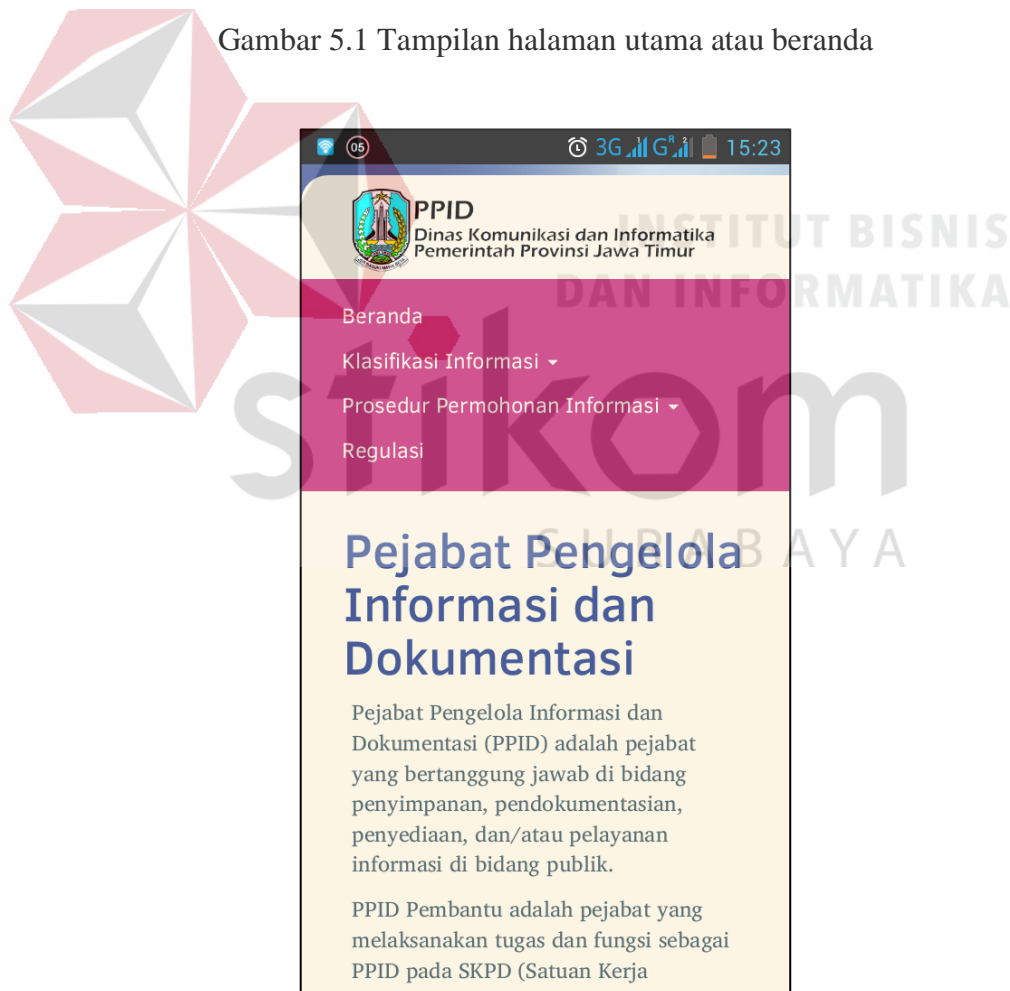 Gambar 5.1 Tampilan halaman utama atau beranda
05 3G G R 15:23
PPID
Dinas Komunikasi dan Informatika
Pemerintah Provinsi Jawa Timur
INSTITUT BISNIS
DAN INFORMATIKA
stikom
SURABAYA
Beranda
Klasifikasi Informasi
Prosedur Permohonan Informasi
Regulasi
Pejabat Pengelola
Informasi dan
Dokumentasi
Pejabat Pengelola Informasi dan
Dokumentasi (PPID) adalah pejabat
yang bertanggung jawab di bidang
penyimpanan, pendokumentasian,
penyediaan, dan/atau pelayanan
informasi di bidang publik.
PPID Pembantu adalah pejabat yang
melaksanakan tugas dan fungsi sebagai
PPID pada SKPD (Satuan Kerja